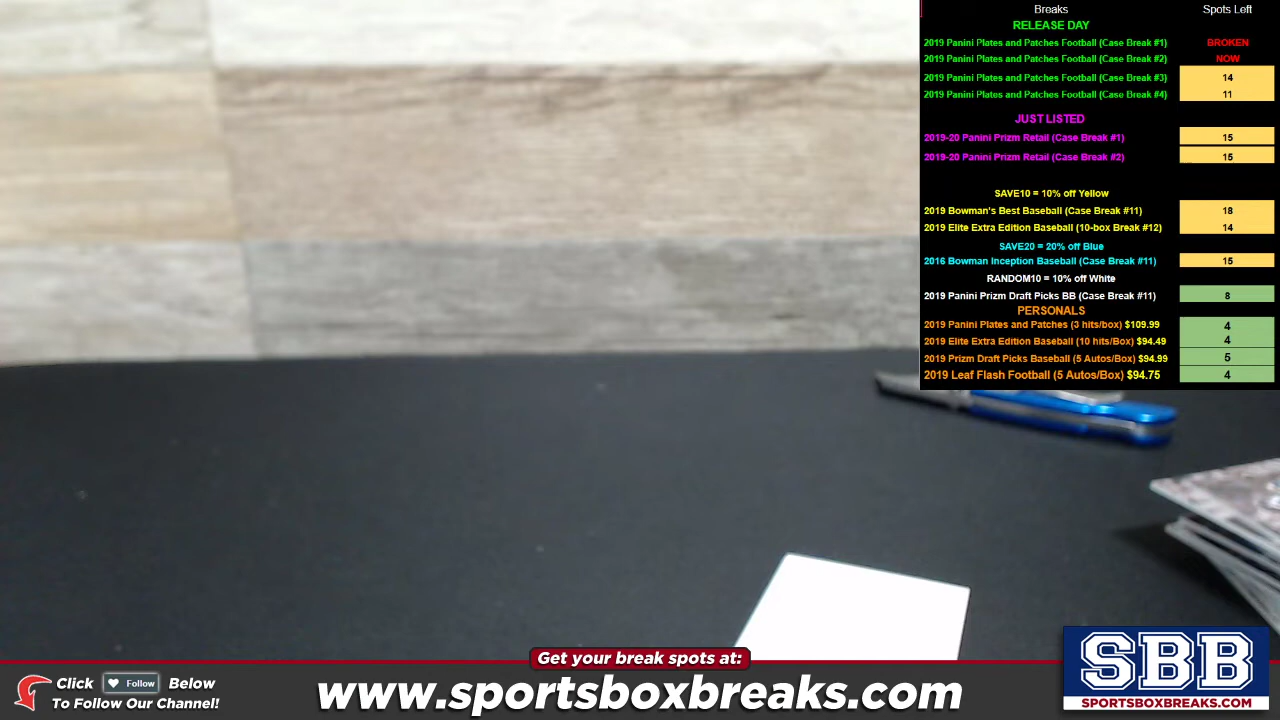 Breaks Spots Left
RELEASE DAY
2019 Panini Plates and Patches Football (Case Break #1) BROKEN
2019 Panini Plates and Patches Football (Case Break #2) NOW
2019 Panini Plates and Patches Football (Case Break #3) 14
2019 Panini Plates and Patches Football (Case Break #4) 11
JUST LISTED
2019-20 Panini Prizm Retail (Case Break #1) 15
2019-20 Panini Prizm Retail (Case Break #2) 15
SAVE10 = 10% off Yellow
2019 Bowman's Best Baseball (Case Break #11) 18
2019 Elite Extra Edition Baseball (10-box Break #12) 14
SAVE20 = 20% off Blue
2016 Bowman Inception Baseball (Case Break #11) 15
RANDOM10 = 10% off White
2019 Panini Prizm Draft Picks BB (Case Break #11) 8
PERSONALS
2019 Panini Plates and Patches (3 hits/box) $109.99 4
2019 Elite Extra Edition Baseball (10 hits/Box) $94.49 4
2019 Prizm Draft Picks Baseball (5 Autos/Box) $94.99 5
2019 Leaf Flash Football (5 Autos/Box) $94.75 4
Get your break spots at:
www.sportsboxbreaks.com
Click Follow Below
To Follow Our Channel!
SBB
SPORTSBOXBREAKS.COM